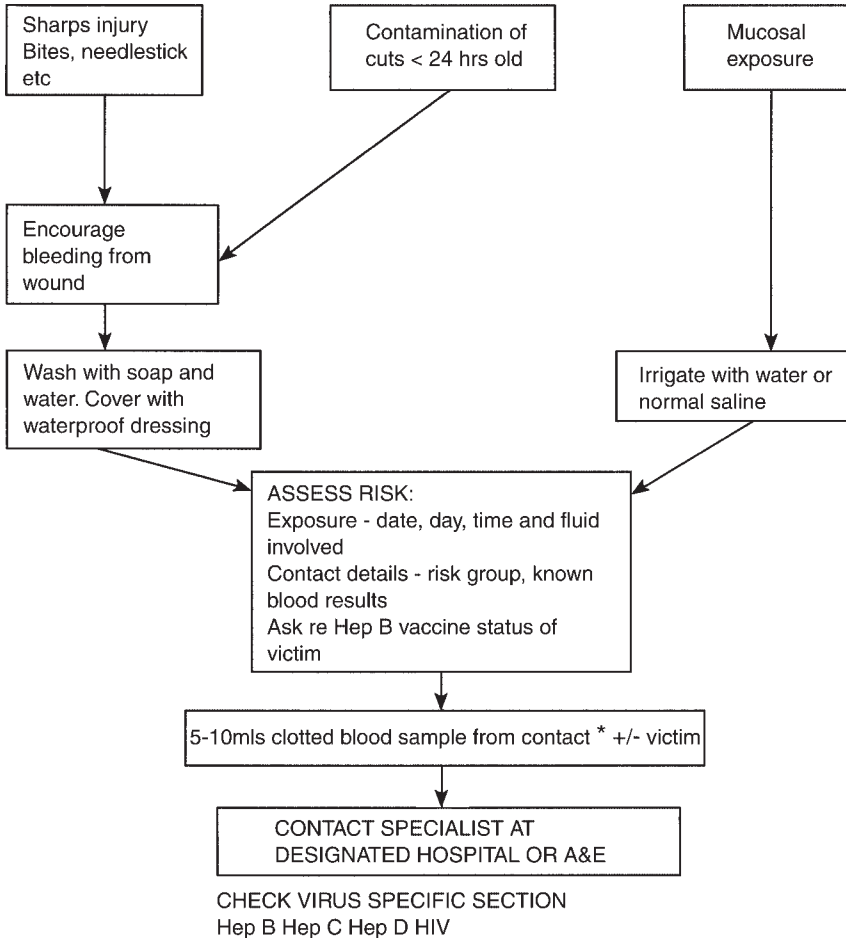 Sharps injury
Bites, needlestick
etc
Contamination of
cuts < 24 hrs old
Mucosal
exposure
Encourage
bleeding from
wound
Wash with soap and
water. Cover with
waterproof dressing
Irrigate with water or
normal saline
ASSESS RISK:
Exposure - date, day, time and fluid
involved
Contact details - risk group, known
blood results
Ask re Hep B vaccine status of
victim
5-10mls clotted blood sample from contact * +/- victim
CONTACT SPECIALIST AT
DESIGNATED HOSPITAL OR A&E
CHECK VIRUS SPECIFIC SECTION
Hep B Hep C Hep D HIV